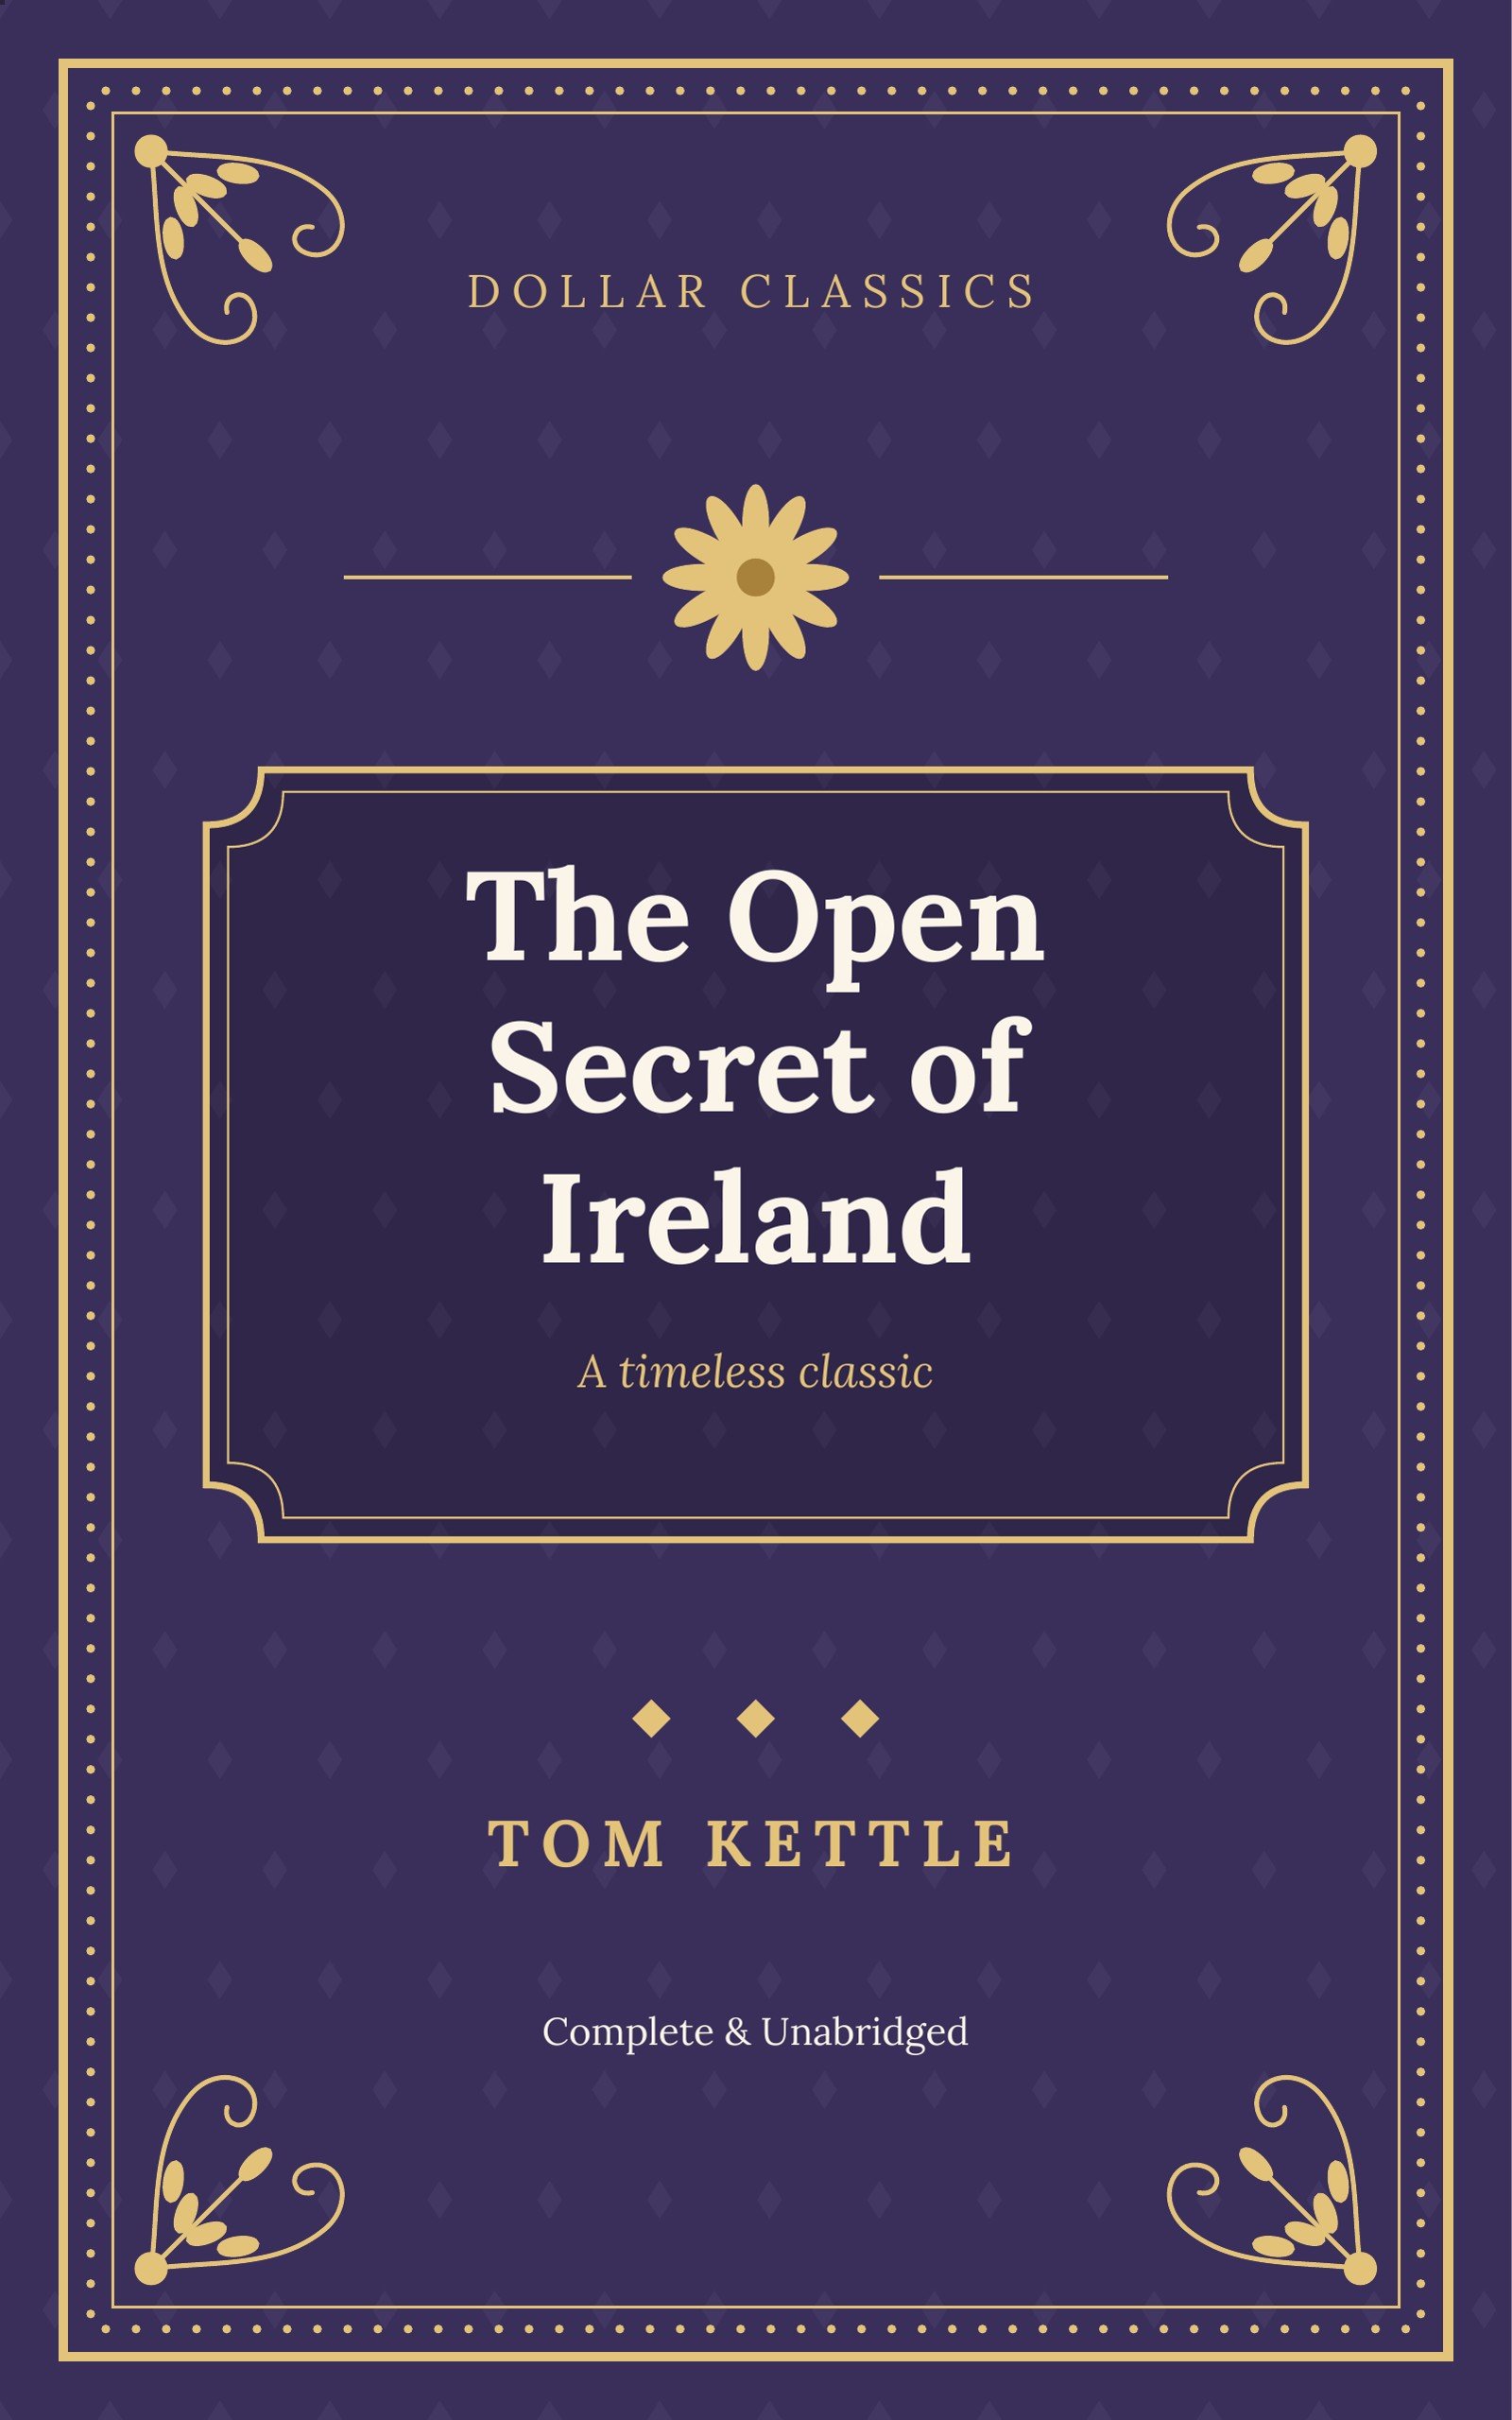 DOLLAR CLASSICS
The Open
Secret of
Ireland
A timeless classic
TOM KETTLE
Complete & Unabridged